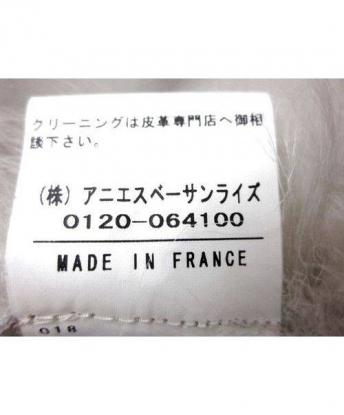 クリーニングは皮革専門店へ御相
談下さい。
(株) アニエスベーサンライズ
0120-064100
MADE IN FRANCE
018